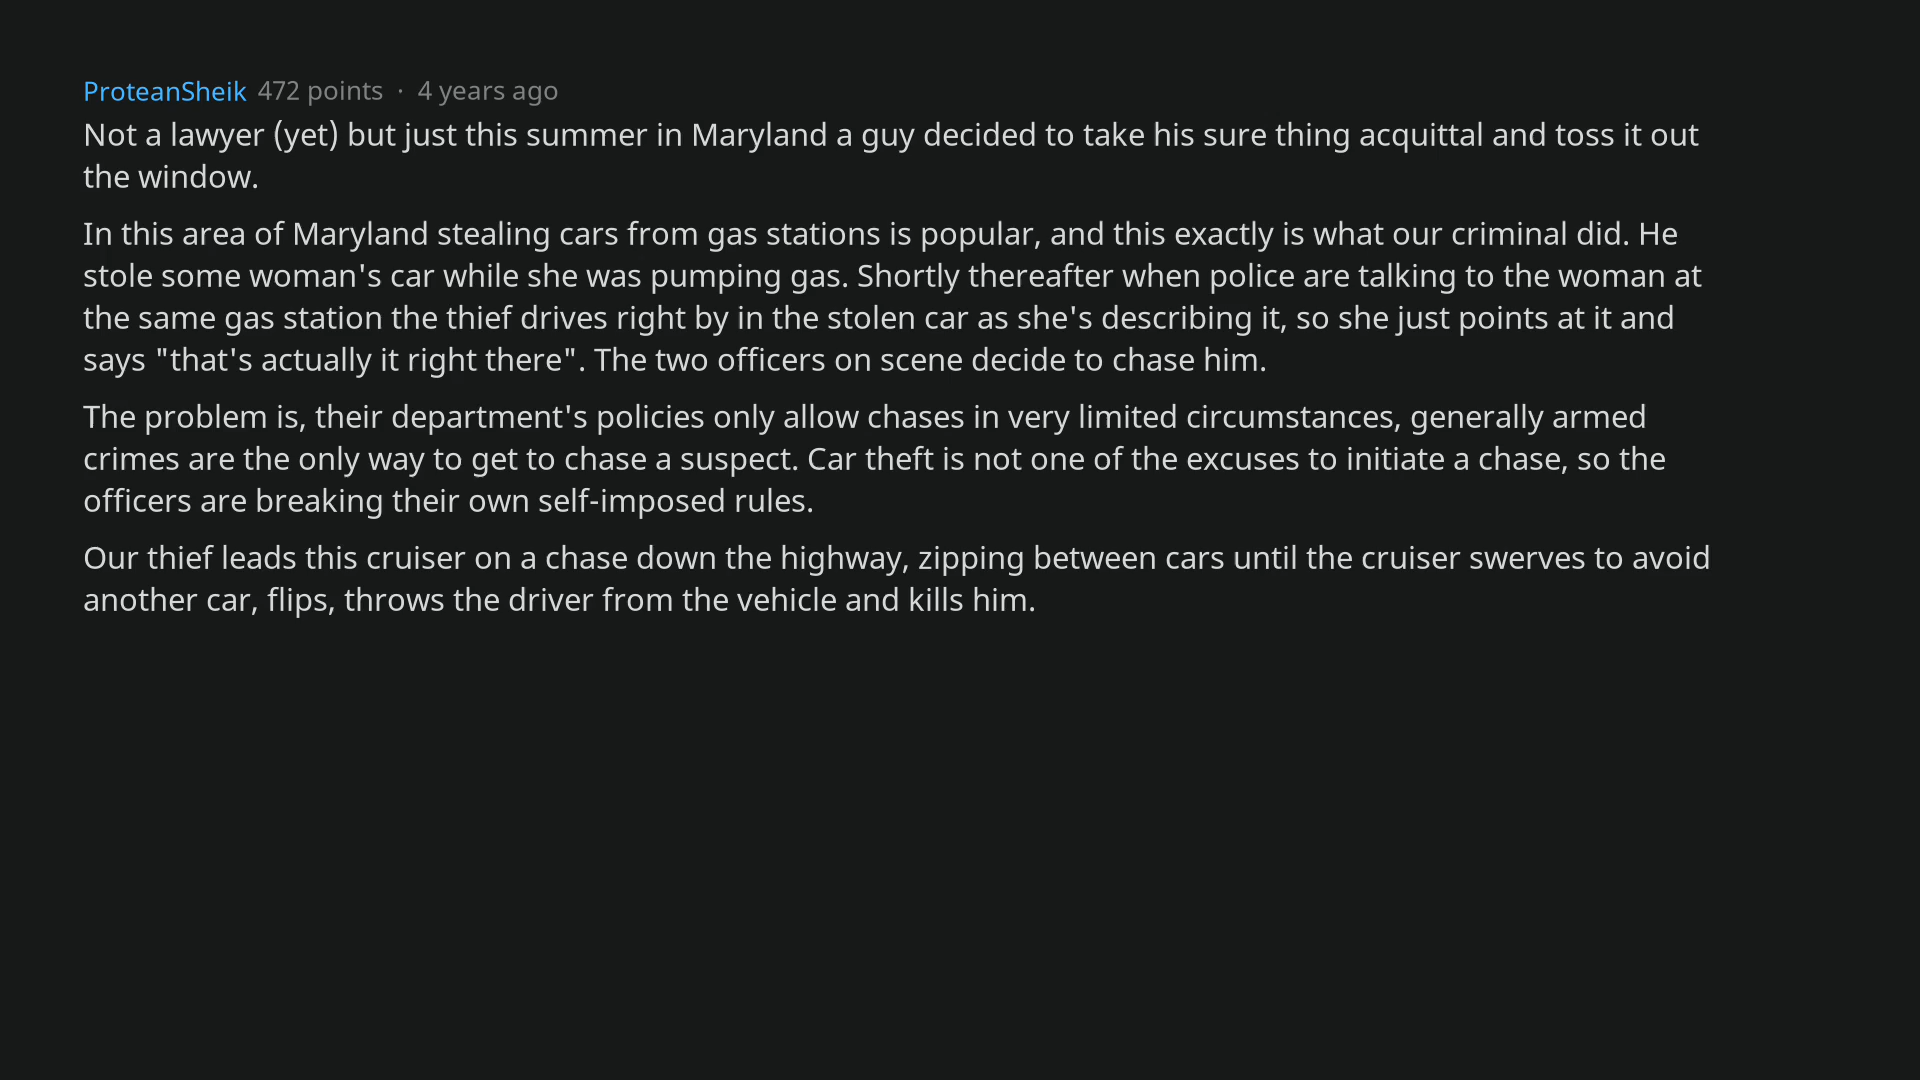 ProteanSheik 472 points · 4 years ago
Not a lawyer (yet) but just this summer in Maryland a guy decided to take his sure thing acquittal and toss it out
the window.
In this area of Maryland stealing cars from gas stations is popular, and this exactly is what our criminal did. He
stole some woman's car while she was pumping gas. Shortly thereafter when police are talking to the woman at
the same gas station the thief drives right by in the stolen car as she's describing it, so she just points at it and
says "that's actually it right there". The two officers on scene decide to chase him.
The problem is, their department's policies only allow chases in very limited circumstances, generally armed
crimes are the only way to get to chase a suspect. Car theft is not one of the excuses to initiate a chase, so the
officers are breaking their own self-imposed rules.
Our thief leads this cruiser on a chase down the highway, zipping between cars until the cruiser swerves to avoid
another car, flips, throws the driver from the vehicle and kills him.